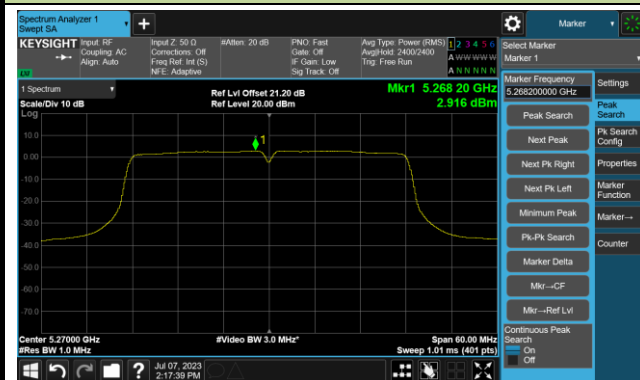 Spectrum Analyzer 1
Swept SA
+
Marker
KEYSIGHT
Input: RF
Coupling: AC
Align: Auto
Input Z: 50 Ω
Corrections: Off
Freq Ref: Int (S)
NFE: Adaptive
#Atten: 20 dB
PNO: Fast
Gate: Off
IF Gain: Low
Sig Track: Off
Avg Type: Power (RMS)
Avg|Hold: 2400/2400
Trig: Free Run
1 2 3 4 5 6
A W W W W W
A N N N N N
Select Marker
Marker 1
1 Spectrum
Scale/Div 10 dB
Log
Ref Lvl Offset 21.20 dB
Ref Level 20.00 dBm
Mkr1 5.268 20 GHz
2.916 dBm
10.0
0.00
-10.0
-20.0
-30.0
-40.0
-50.0
-60.0
-70.0
1
Center 5.27000 GHz
#Res BW 1.0 MHz
#Video BW 3.0 MHz*
Span 60.00 MHz
Sweep 1.01 ms (401 pts)
Marker Frequency
5.268200000 GHz
Peak Search
Next Peak
Next Pk Right
Next Pk Left
Minimum Peak
Pk-Pk Search
Marker Delta
Mkr→CF
Mkr→Ref Lvl
Continuous Peak
Search
On
Off
Settings
Peak
Search
Pk Search
Config
Properties
Marker
Function
Marker→
Counter
?
Jul 07, 2023
2:17:39 PM